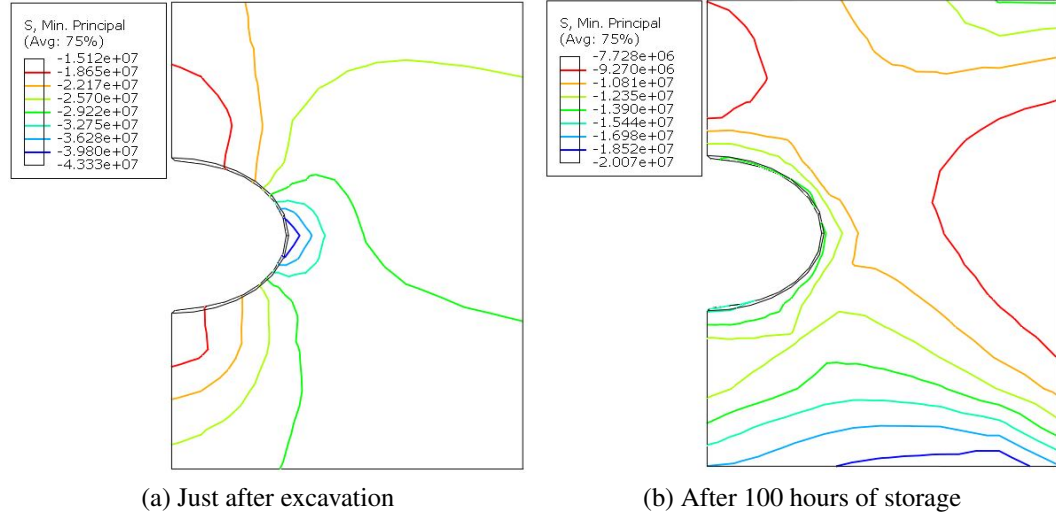 S, Min. Principal
(Avg: 75%)
-1.512e+07
-1.865e+07
-2.217e+07
-2.570e+07
-2.922e+07
-3.275e+07
-3.628e+07
-3.980e+07
-4.333e+07
S, Min. Principal
(Avg: 75%)
-7.728e+06
-9.270e+06
-1.081e+07
-1.235e+07
-1.390e+07
-1.544e+07
-1.698e+07
-1.852e+07
-2.007e+07
(a) Just after excavation
(b) After 100 hours of storage